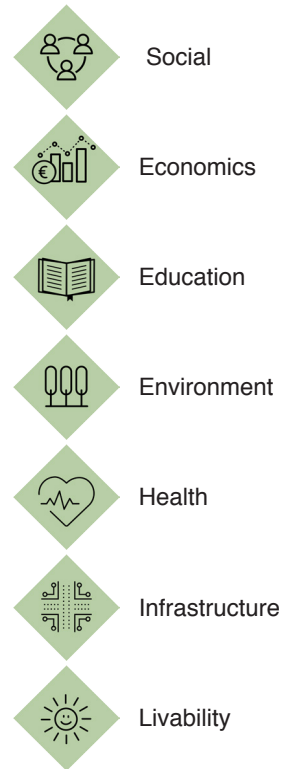 Social
€
Economics
Education
Environment
Health
Infrastructure
Livability